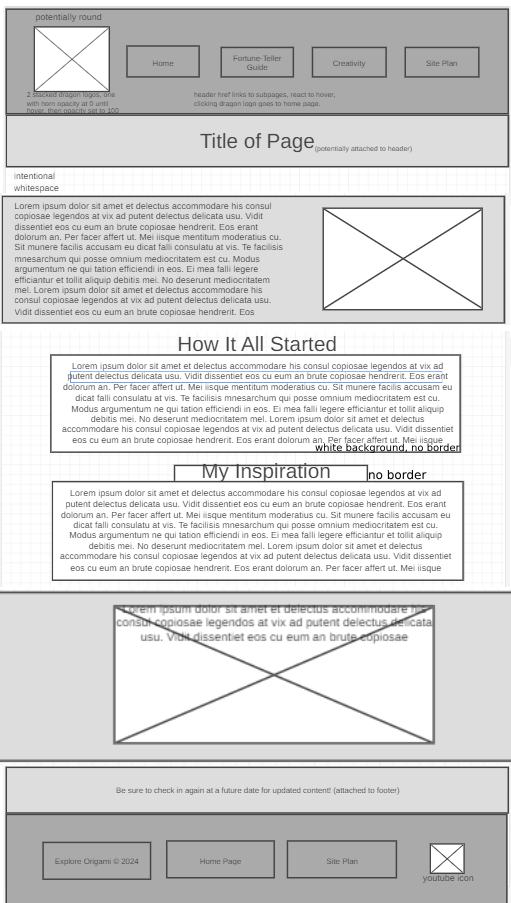 potentially round
Home
Fortune-Teller
Guide
Creativity
Site Plan
2 stacked dragon logos, one
with horn opacity at 0 until
hover, then opacity set to 100
header href links to subpages, react to hover,
clicking dragon logo goes to home page.
Title of Page
(potentially attached to header)
intentional
whitespace
Lorem ipsum dolor sit amet et delectus accommodare his consul
copiosae legendos at vix ad putent delectus delicata usu. Vidit
dissentiet eos cu eum an brute copiosae hendrerit. Eos erant
dolorum an. Per facer affert ut. Mei iisque mentitum moderatius cu.
Sit munere facilis accusam eu dicat falli consulatu at vis. Te facilisis
mnesarchum qui posse omnium mediocritatem est cu. Modus
argumentum ne qui tation efficiendi in eos. Ei mea falli legere
efficiantur et tollit aliquip debitis mei. No deserunt mediocritatem
mel. Lorem ipsum dolor sit amet et delectus accommodare his
consul copiosae legendos at vix ad putent delectus delicata usu.
Vidit dissentiet eos cu eum an brute copiosae hendrerit. Eos
How It All Started
Lorem ipsum dolor sit amet et delectus accommodare his consul copiosae legendos at vix ad
putent delectus delicata usu. Vidit dissentiet eos cu eum an brute copiosae hendrerit. Eos erant
dolorum an. Per facer affert ut. Mei iisque mentitum moderatius cu. Sit munere facilis accusam eu
dicat falli consulatu at vis. Te facilisis mnesarchum qui posse omnium mediocritatem est cu.
Modus argumentum ne qui tation efficiendi in eos. Ei mea falli legere efficiantur et tollit aliquip
debitis mei. No deserunt mediocritatem mel. Lorem ipsum dolor sit amet et delectus
accommodare his consul copiosae legendos at vix ad putent delectus delicata usu. Vidit dissentiet
eos cu eum an brute copiosae hendrerit. Eos erant dolorum an. Per facer affert ut. Mei iisque
white background, no border
My Inspiration
no border
Lorem ipsum dolor sit amet et delectus accommodare his consul copiosae legendos at vix ad
putent delectus delicata usu. Vidit dissentiet eos cu eum an brute copiosae hendrerit. Eos erant
dolorum an. Per facer affert ut. Mei iisque mentitum moderatius cu. Sit munere facilis accusam eu
dicat falli consulatu at vis. Te facilisis mnesarchum qui posse omnium mediocritatem est cu.
Modus argumentum ne qui tation efficiendi in eos. Ei mea falli legere efficiantur et tollit aliquip
debitis mei. No deserunt mediocritatem mel. Lorem ipsum dolor sit amet et delectus
accommodare his consul copiosae legendos at vix ad putent delectus delicata usu. Vidit dissentiet
eos cu eum an brute copiosae hendrerit. Eos erant dolorum an. Per facer affert ut. Mei iisque
Lorem ipsum dolor sit amet et delectus accommodare his
consul copiosae legendos at vix ad putent delectus delicata
usu. Vidit dissentiet eos cu eum an brute copiosae
Be sure to check in again at a future date for updated content! (attached to footer)
Explore Origami © 2024
Home Page
Site Plan
youtube icon